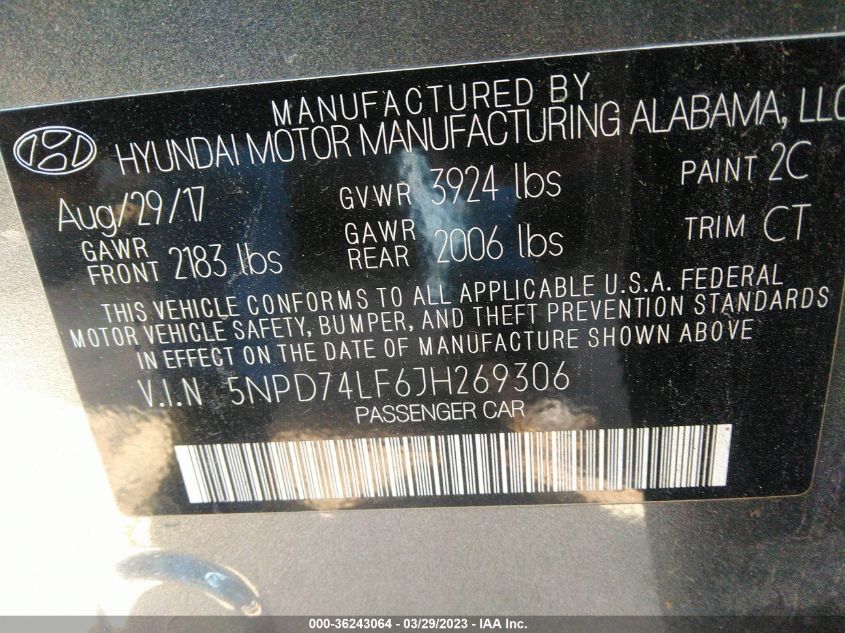 MANUFACTURED BY
HYUNDAI MOTOR MANUFACTURING ALABAMA, LLC
Aug/29/17 GVWR 3924 lbs PAINT 2C
GAWR FRONT 2183 lbs GAWR REAR 2006 lbs TRIM CT
THIS VEHICLE CONFORMS TO ALL APPLICABLE U.S.A. FEDERAL
MOTOR VEHICLE SAFETY, BUMPER, AND THEFT PREVENTION STANDARDS
IN EFFECT ON THE DATE OF MANUFACTURE SHOWN ABOVE
V.I.N 5NPD74LF6JH269306
PASSENGER CAR
000-36243064 - 03/29/2023 - IAA Inc.